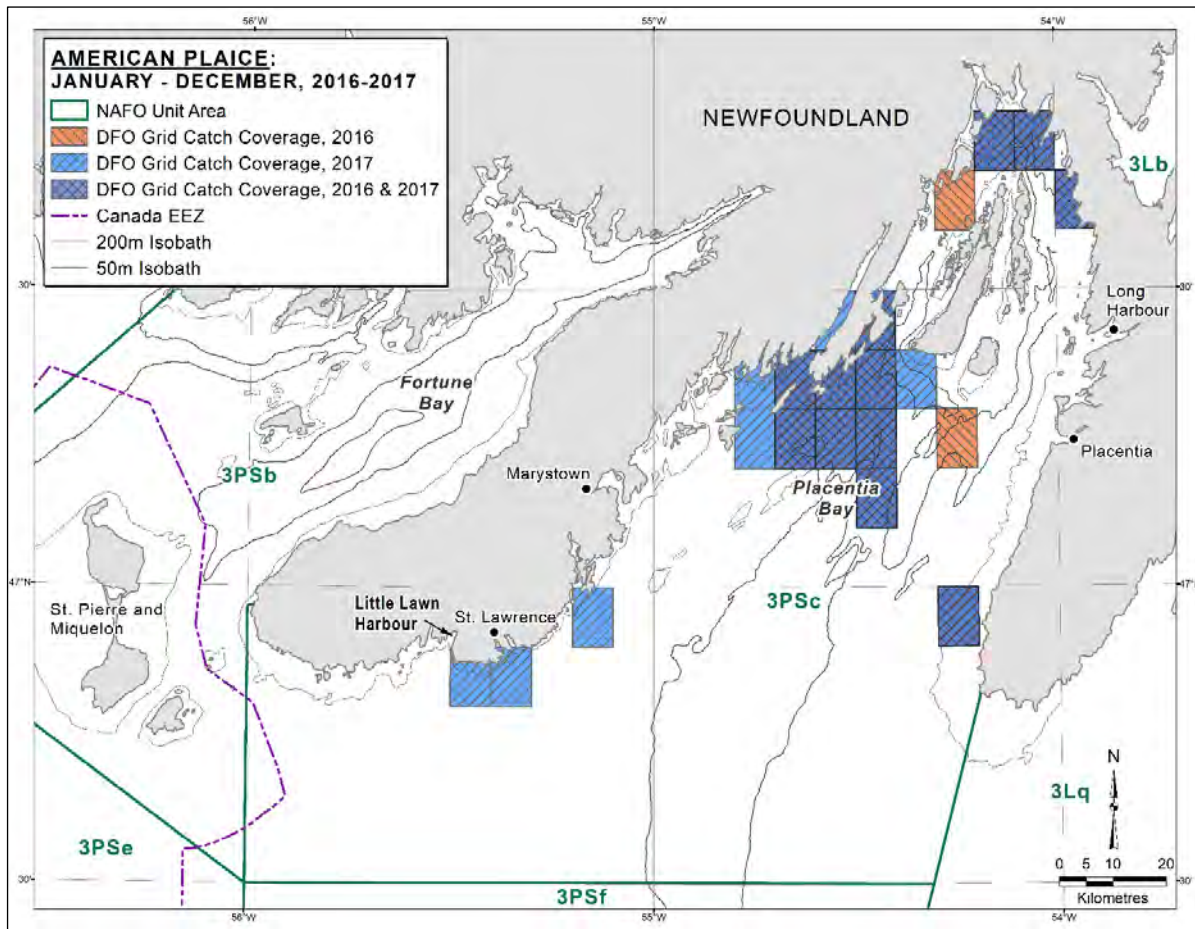 56°W
55°W
54°W
AMERICAN PLAICE:
JANUARY - DECEMBER, 2016-2017
NAFO Unit Area
DFO Grid Catch Coverage, 2016
DFO Grid Catch Coverage, 2017
DFO Grid Catch Coverage, 2016 & 2017
Canada EEZ
200m Isobath
50m Isobath
NEWFOUNDLAND
3Lb
30'
30'
Long
Harbour
Fortune
Bay
Placentia
Marystown
3PSb
Placentia
Bay
47°N
47°N
St. Pierre and
Miquelon
Little Lawn
Harbour
St. Lawrence
3PSc
N
3Lq
3PSe
0 5 10 20
Kilometres
30'
30'
3PSf
56°W
55°W
54°W